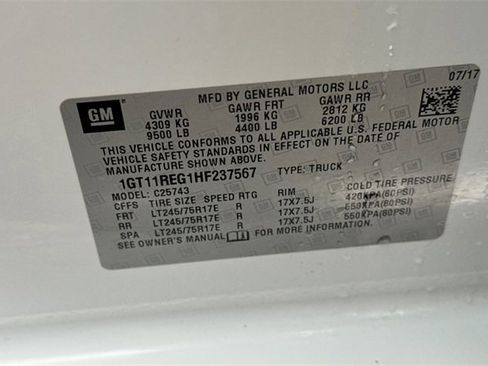 MFD BY GENERAL MOTORS LLC
07/17
GM
GVWR GAWR FRT GAWR RR
4309 KG 1996 KG 2812 KG
9500 LB 4400 LB 6200 LB
THIS VEHICLE CONFORMS TO ALL APPLICABLE U.S. FEDERAL MOTOR
VEHICLE SAFETY STANDARDS IN EFFECT ON THE DATE OF
MANUFACTURE SHOWN ABOVE.
1GT11REG1HF237567 TYPE: TRUCK
MODEL: C25743
CFFS TIRE SIZE SPEED RTG RIM COLD TIRE PRESSURE
FRT LT245/75R17E R 17X7.5J 420KPA(60PSI)
RR LT245/75R17E R 17X7.5J 550KPA(80PSI)
SPA LT245/75R17E R 17X7.5J 550KPA(80PSI)
SEE OWNER'S MANUAL FOR MORE INFORMATION.